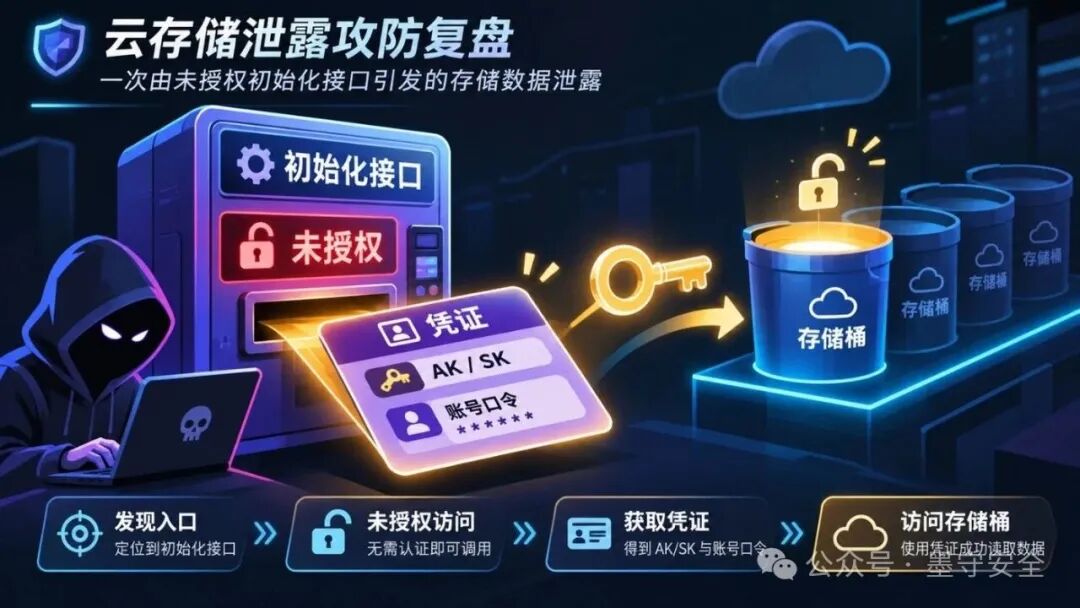 云存储泄露攻防复盘
一次由未授权初始化接口引发的存储数据泄露
初始化接口
未授权
凭证
AK / SK
账号口令
******
存储桶
存储桶
存储桶
存储桶
发现入口
定位到初始化接口
未授权访问
无需认证即可调用
获取凭证
得到 AK/SK 与账号口令
访问存储桶
使用凭证成功读取数据
公众号 · 墨守安全